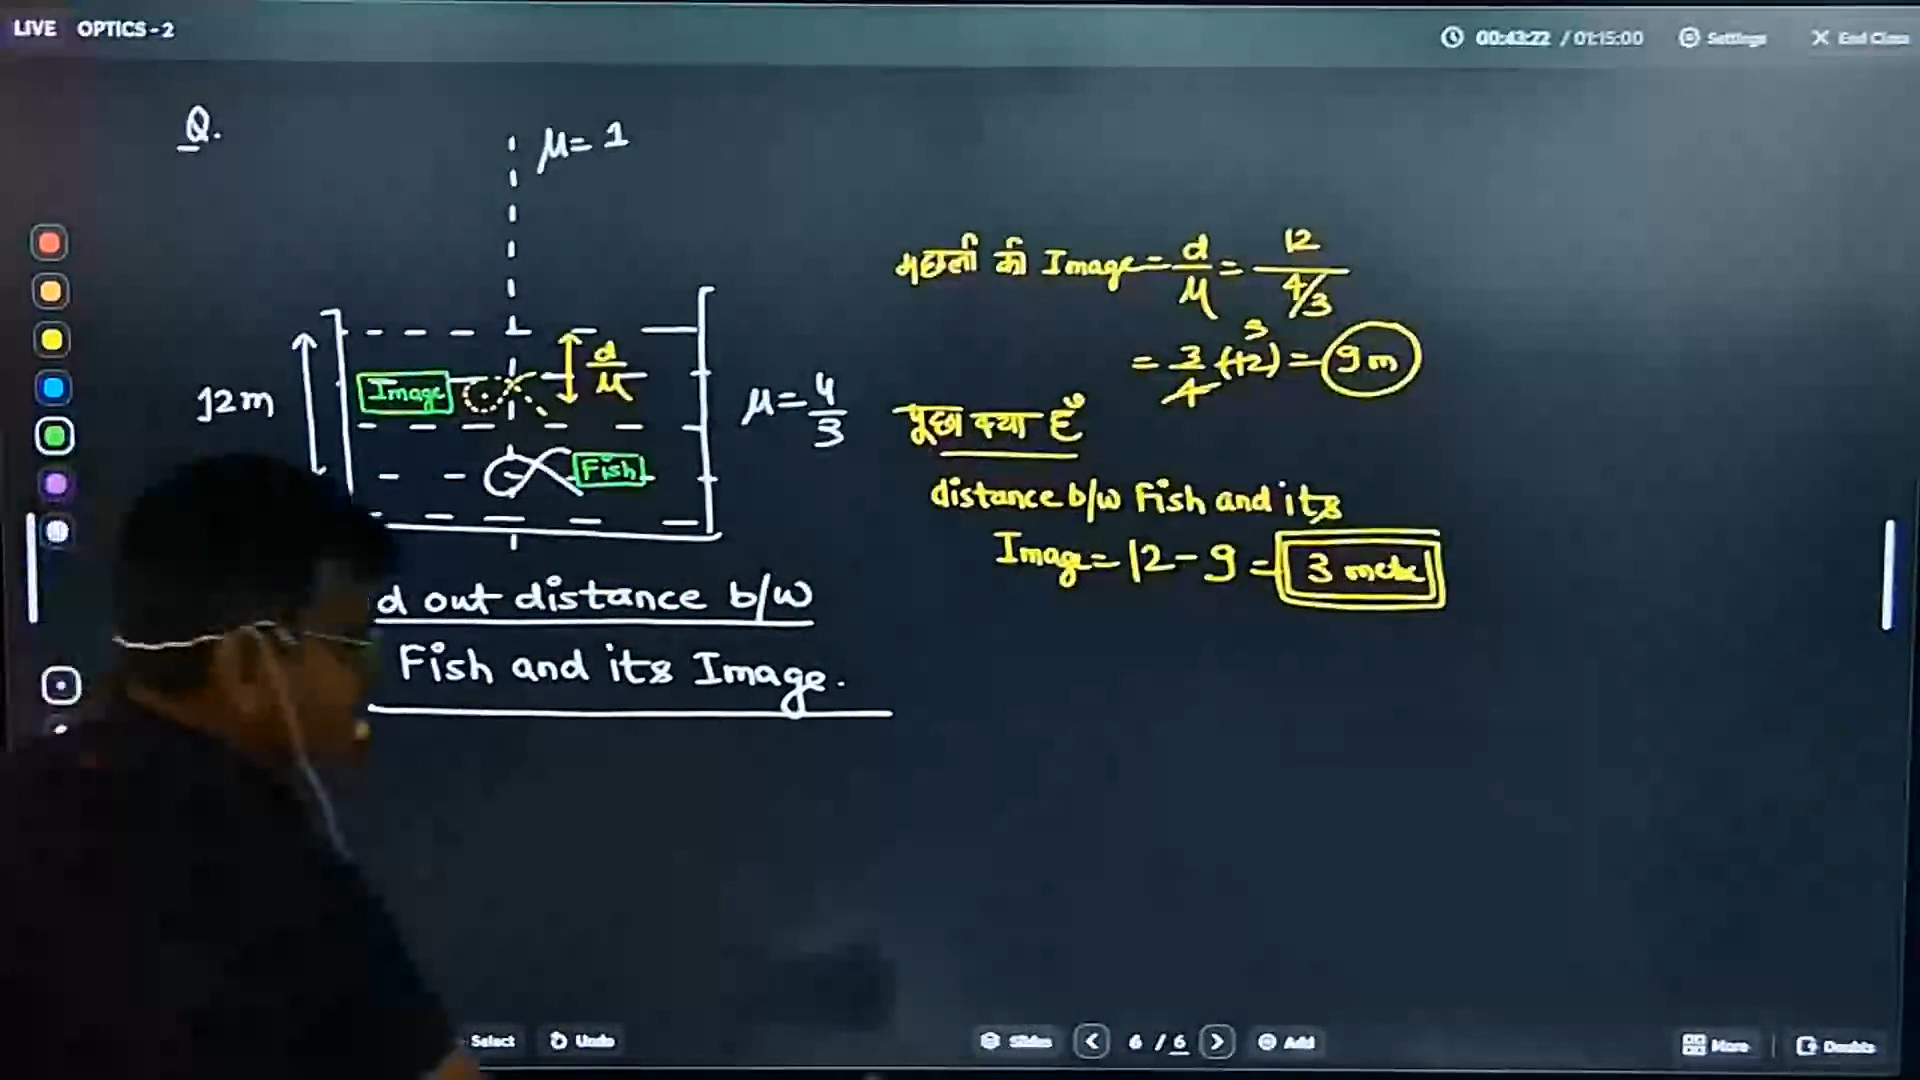 LIVE OPTICS-2
00:43:22 / 01:15:00 Settings End Class
Q.
μ= 1
12m
Image
d/μ
Fish
μ= 4/3
d out distance b/w
Fish and its Image.
मछली की Image = d/μ = 12/4/3
= 3/4 (12) 3 = 9m
पूछा क्या है
distance b/w Fish and its
Image = 12 - 9 = 3
Select Undo Slides 6 / 6 Add More Doubts